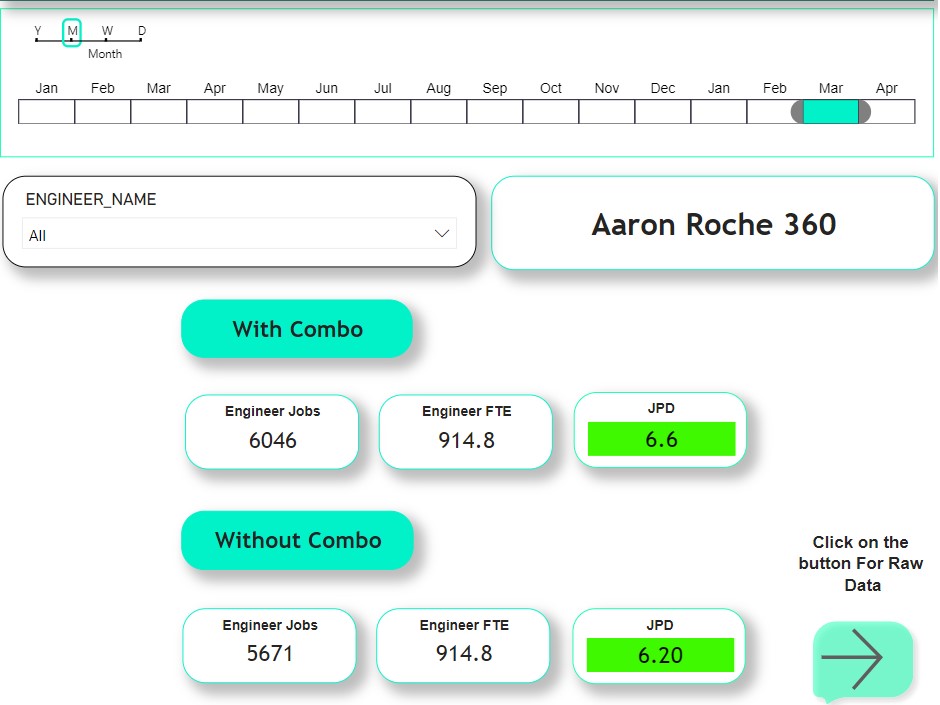 Y M W D
Month
Jan Feb Mar Apr May Jun Jul Aug Sep Oct Nov Dec Jan Feb Mar Apr
ENGINEER_NAME
All
Aaron Roche 360
With Combo
Engineer Jobs
6046
Engineer FTE
914.8
JPD
6.6
Without Combo
Engineer Jobs
5671
Engineer FTE
914.8
JPD
6.20
Click on the
button For Raw
Data